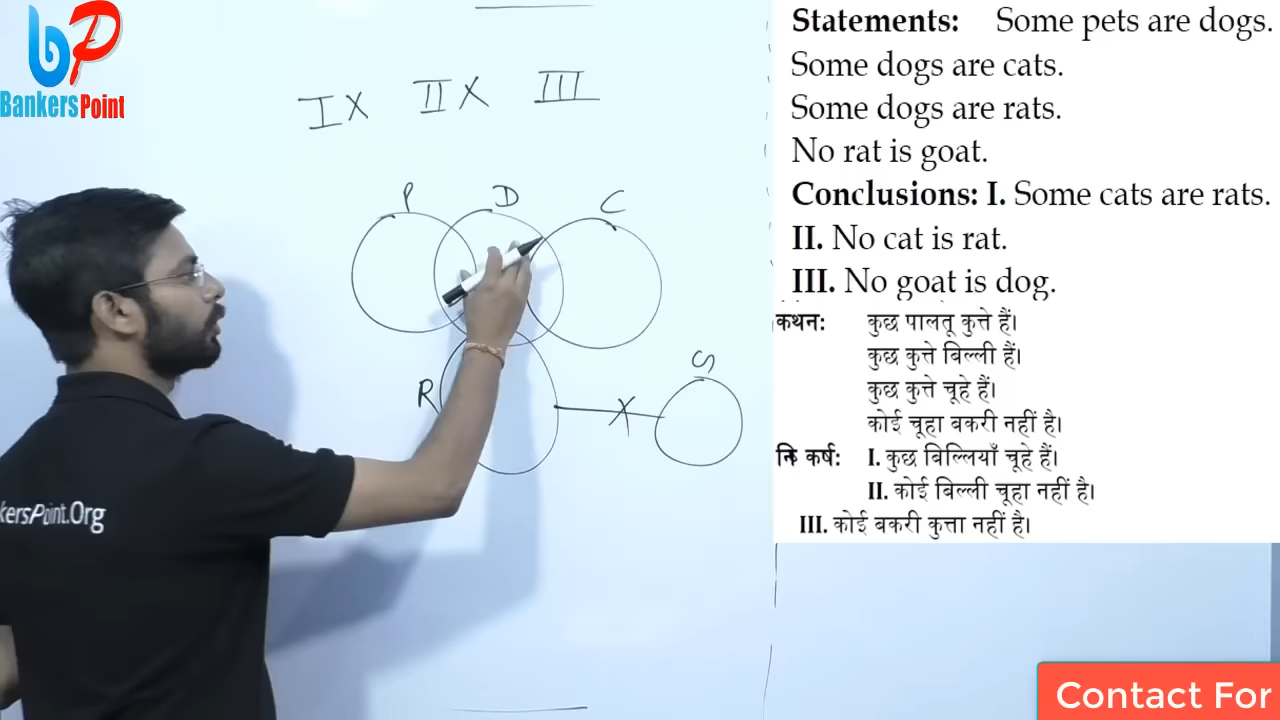 BankersPoint
I X II X III
P D C
R X G
kersPoint.Org
Statements: Some pets are dogs.
Some dogs are cats.
Some dogs are rats.
No rat is goat.
Conclusions: I. Some cats are rats.
II. No cat is rat.
III. No goat is dog.
कथन: कुछ पालतू कुत्ते हैं।
कुछ कुत्ते बिल्ली हैं।
कुछ कुत्ते चूहे हैं।
कोई चूहा बकरी नहीं है।
निष्कर्ष: I. कुछ बिल्लियाँ चूहे हैं।
II. कोई बिल्ली चूहा नहीं है।
III. कोई बकरी कुत्ता नहीं है।
Contact For